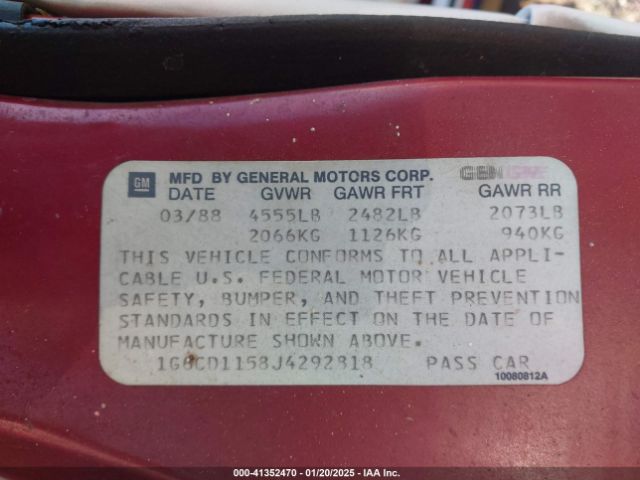 GM MFD BY GENERAL MOTORS CORP.
DATE GVWR GAWR FRT GAWR RR
03/88 4555LB 2482LB 2073LB
2066KG 1126KG 940KG
THIS VEHICLE CONFORMS TO ALL APPLI-
CABLE U.S. FEDERAL MOTOR VEHICLE
SAFETY, BUMPER, AND THEFT PREVENTION
STANDARDS IN EFFECT ON THE DATE OF
MANUFACTURE SHOWN ABOVE.
1G6CD1158J4292818 PASS CAR
10080812A
000-41352470 - 01/20/2025 - IAA Inc.